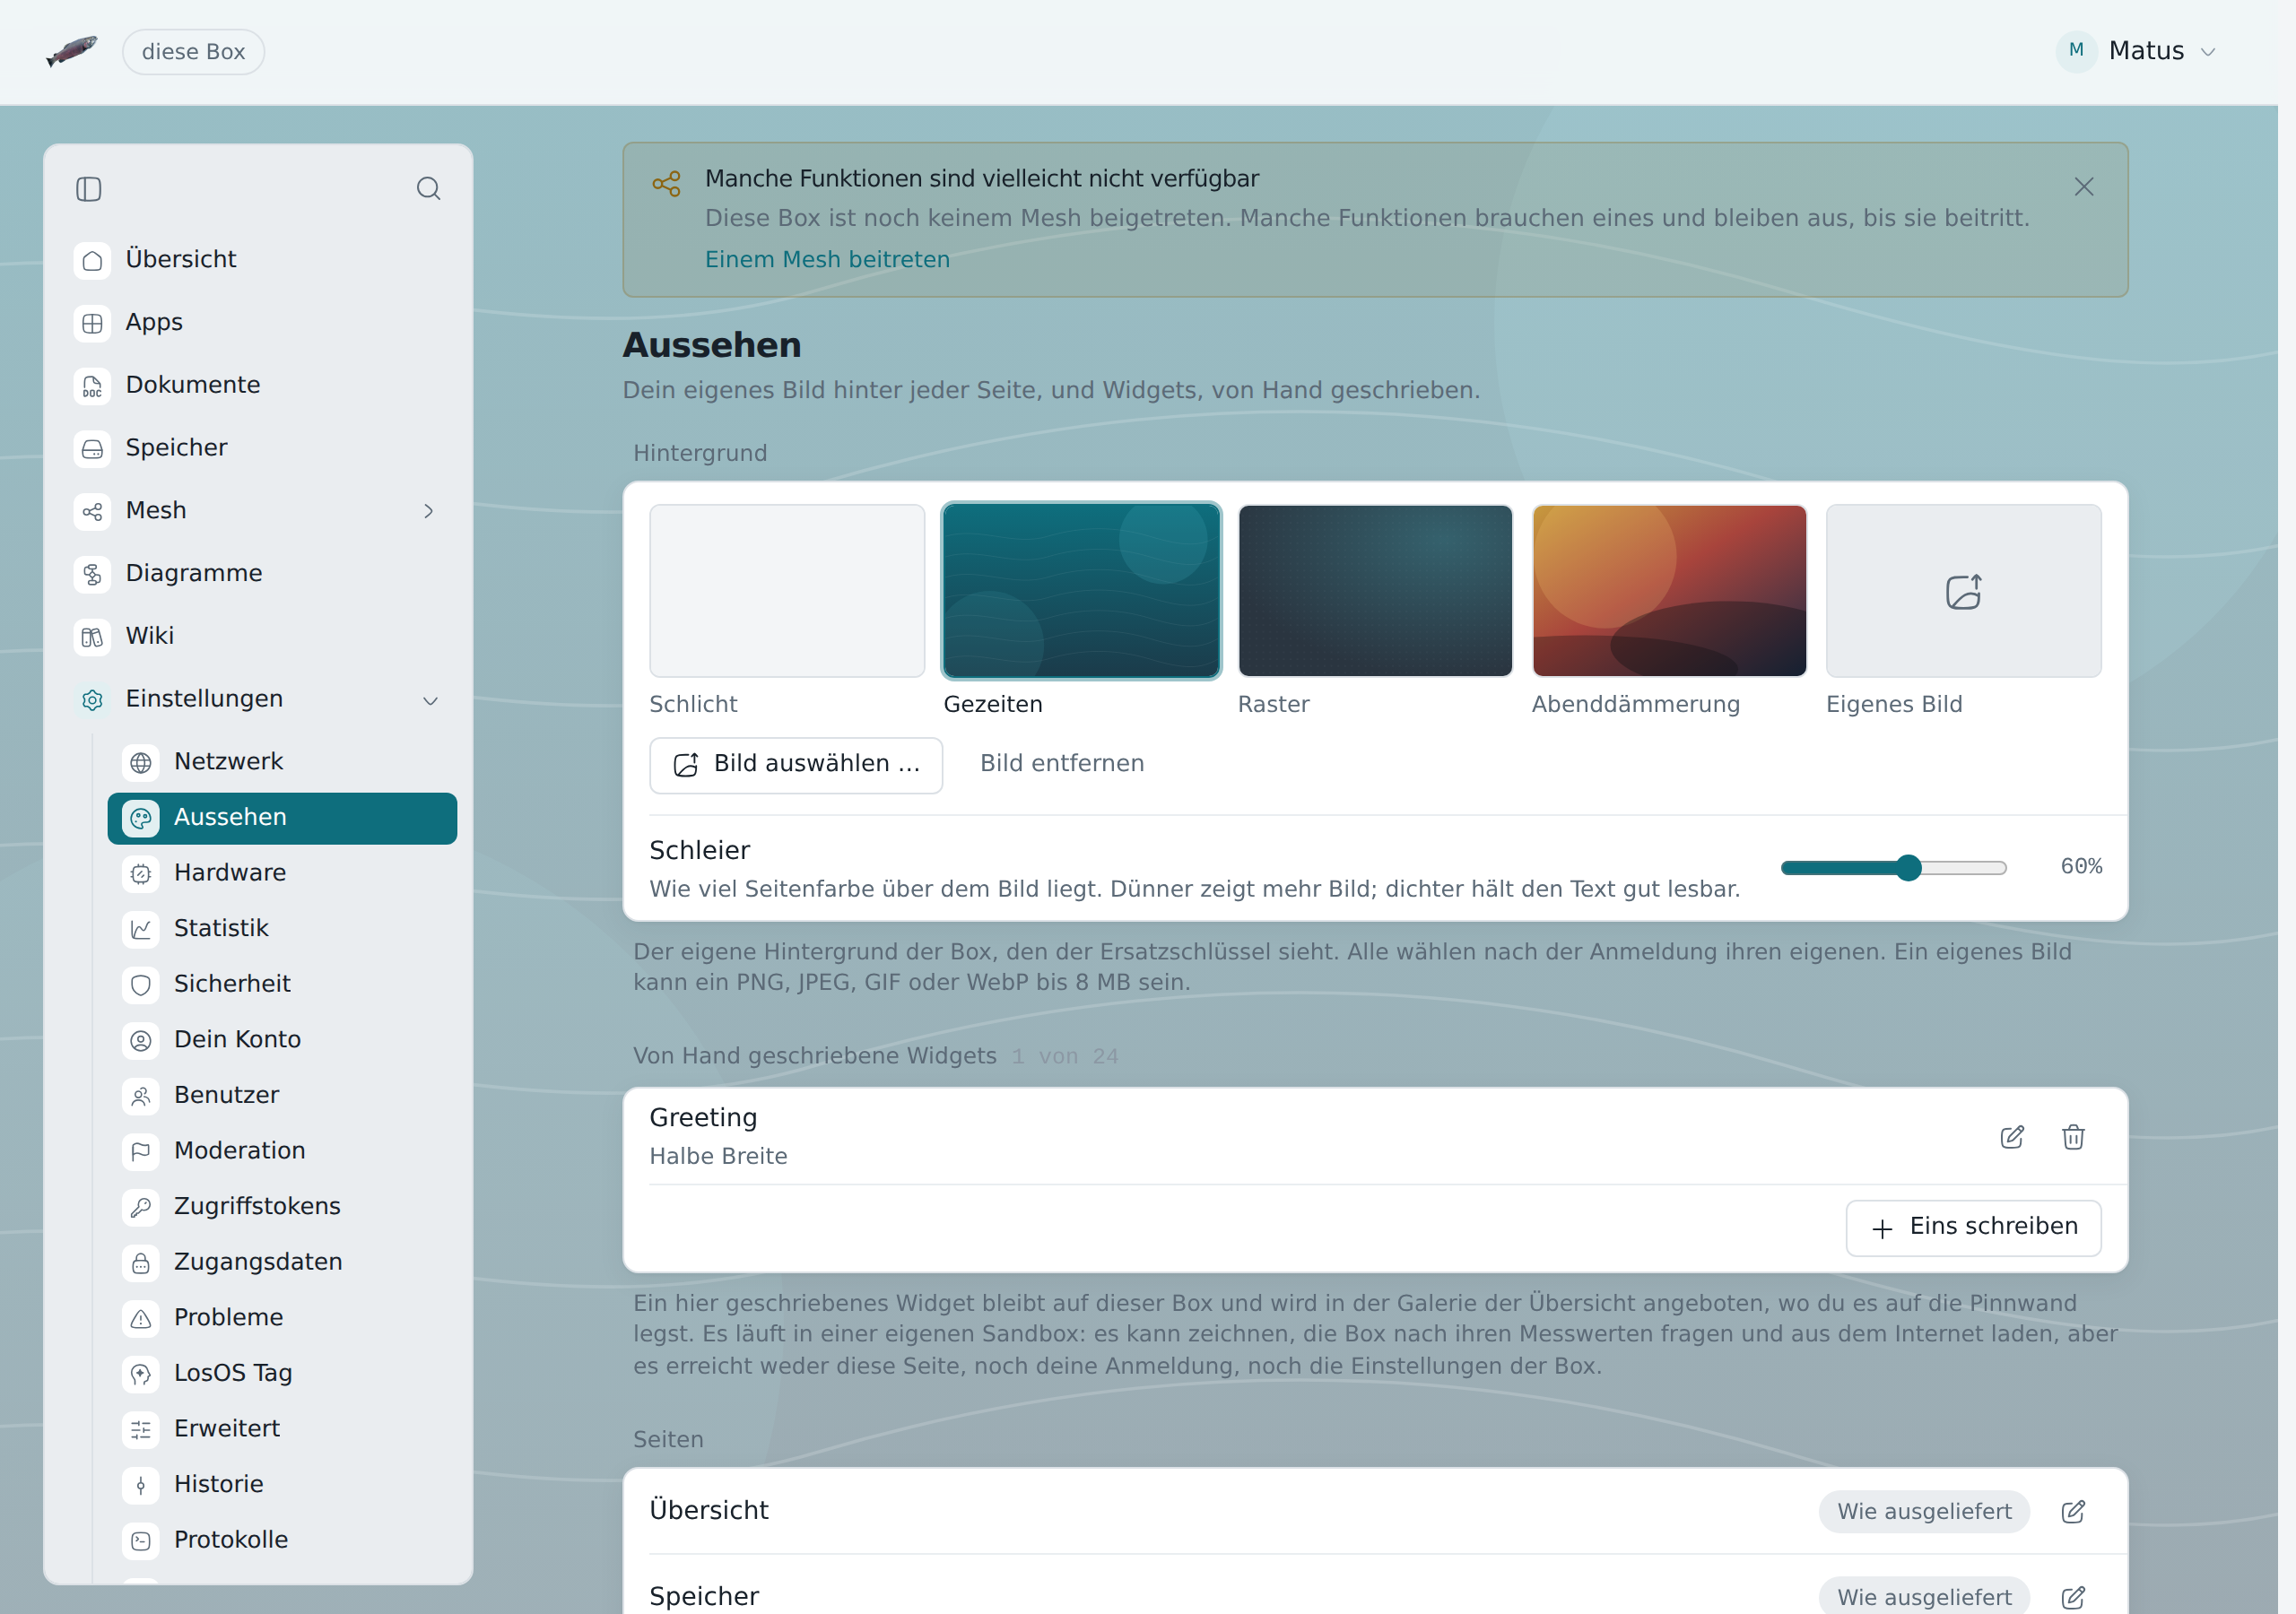 diese Box
M Matus
Übersicht
Apps
DOC Dokumente
Speicher
Mesh
Diagramme
Wiki
Einstellungen
Netzwerk
Aussehen
Hardware
Statistik
Sicherheit
Dein Konto
Benutzer
Moderation
Zugriffstokens
Zugangsdaten
Probleme
LosOS Tag
Erweitert
Historie
Protokolle
Manche Funktionen sind vielleicht nicht verfügbar
Diese Box ist noch keinem Mesh beigetreten. Manche Funktionen brauchen eines und bleiben aus, bis sie beitritt.
Einem Mesh beitreten
Aussehen
Dein eigenes Bild hinter jeder Seite, und Widgets, von Hand geschrieben.
Hintergrund
Schlicht Gezeiten Raster Abenddämmerung Eigenes Bild
Bild auswählen … Bild entfernen
Schleier
Wie viel Seitenfarbe über dem Bild liegt. Dünner zeigt mehr Bild; dichter hält den Text gut lesbar.
60%
Der eigene Hintergrund der Box, den der Ersatzschlüssel sieht. Alle wählen nach der Anmeldung ihren eigenen. Ein eigenes Bild
kann ein PNG, JPEG, GIF oder WebP bis 8 MB sein.
Von Hand geschriebene Widgets 1 von 24
Greeting
Halbe Breite
Eins schreiben
Ein hier geschriebenes Widget bleibt auf dieser Box und wird in der Galerie der Übersicht angeboten, wo du es auf die Pinnwand
legst. Es läuft in einer eigenen Sandbox: es kann zeichnen, die Box nach ihren Messwerten fragen und aus dem Internet laden, aber
es erreicht weder diese Seite, noch deine Anmeldung, noch die Einstellungen der Box.
Seiten
Übersicht Wie ausgeliefert
Speicher Wie ausgeliefert